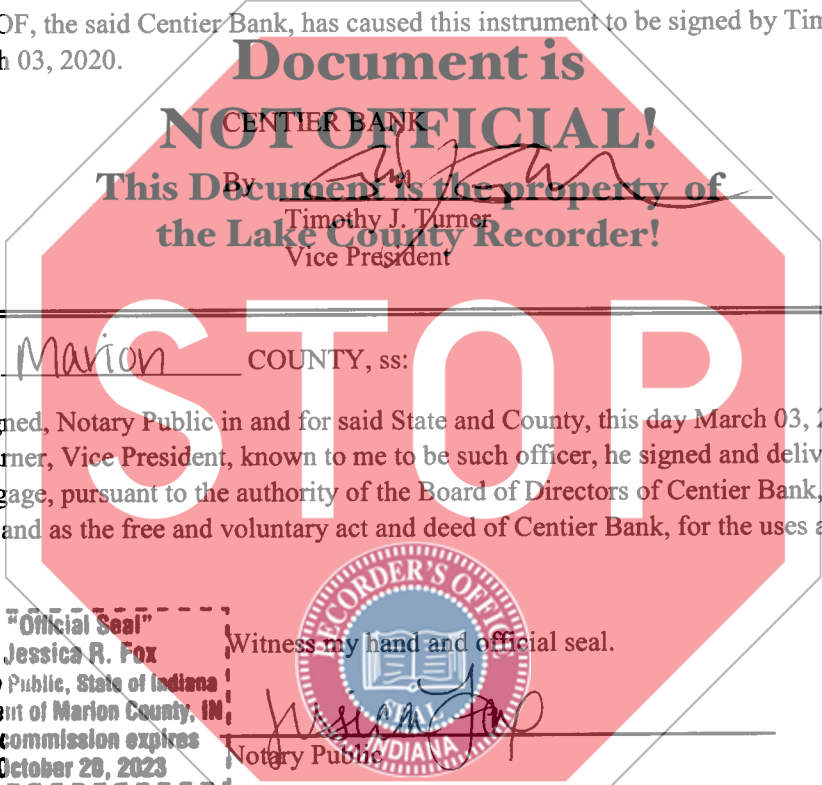 OF, the said Centier Bank, has caused this instrument to be signed by Tim
h 03, 2020.
Document is
NOT OFFICIAL!
CENTIER BANK
This Document is the property of
By
the Lake County Recorder!
Timothy J. Turner
Vice President
STOP
Marion COUNTY, ss:
ned, Notary Public in and for said State and County, this day March 03, 2
rner, Vice President, known to me to be such officer, he signed and deliv
gage, pursuant to the authority of the Board of Directors of Centier Bank,
and as the free and voluntary act and deed of Centier Bank, for the uses a
RECORDER'S OFFICE
SEAL
INDIANA
"Official Seal"
Jessica R. Fox
Public, State of Indiana
ent of Marion County, IN
commission expires
October 20, 2023
Witness my hand and official seal.
Notary Public